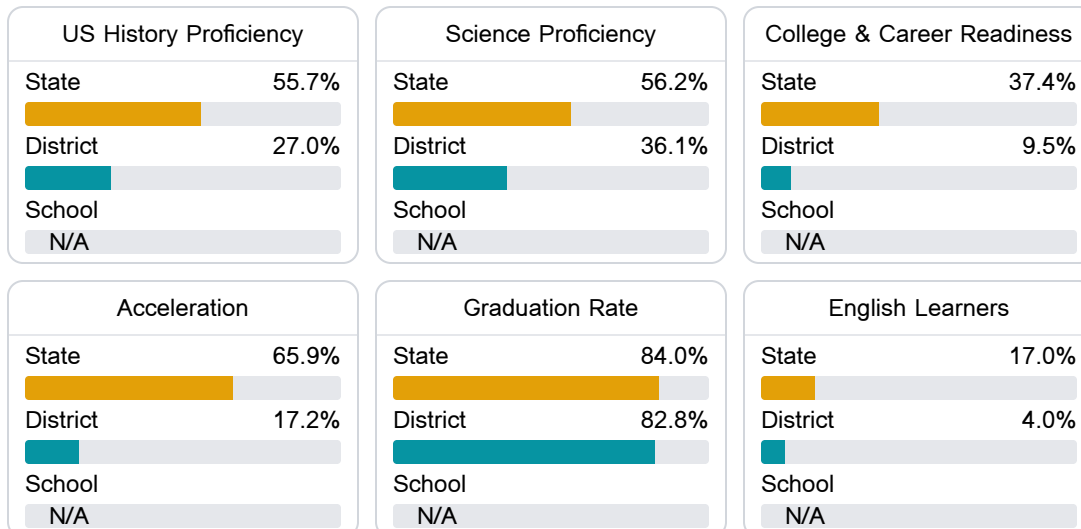 US History Proficiency
State 55.7%
District 27.0%
School
N/A
Science Proficiency
State 56.2%
District 36.1%
School
N/A
College & Career Readiness
State 37.4%
District 9.5%
School
N/A
Acceleration
State 65.9%
District 17.2%
School
N/A
Graduation Rate
State 84.0%
District 82.8%
School
N/A
English Learners
State 17.0%
District 4.0%
School
N/A